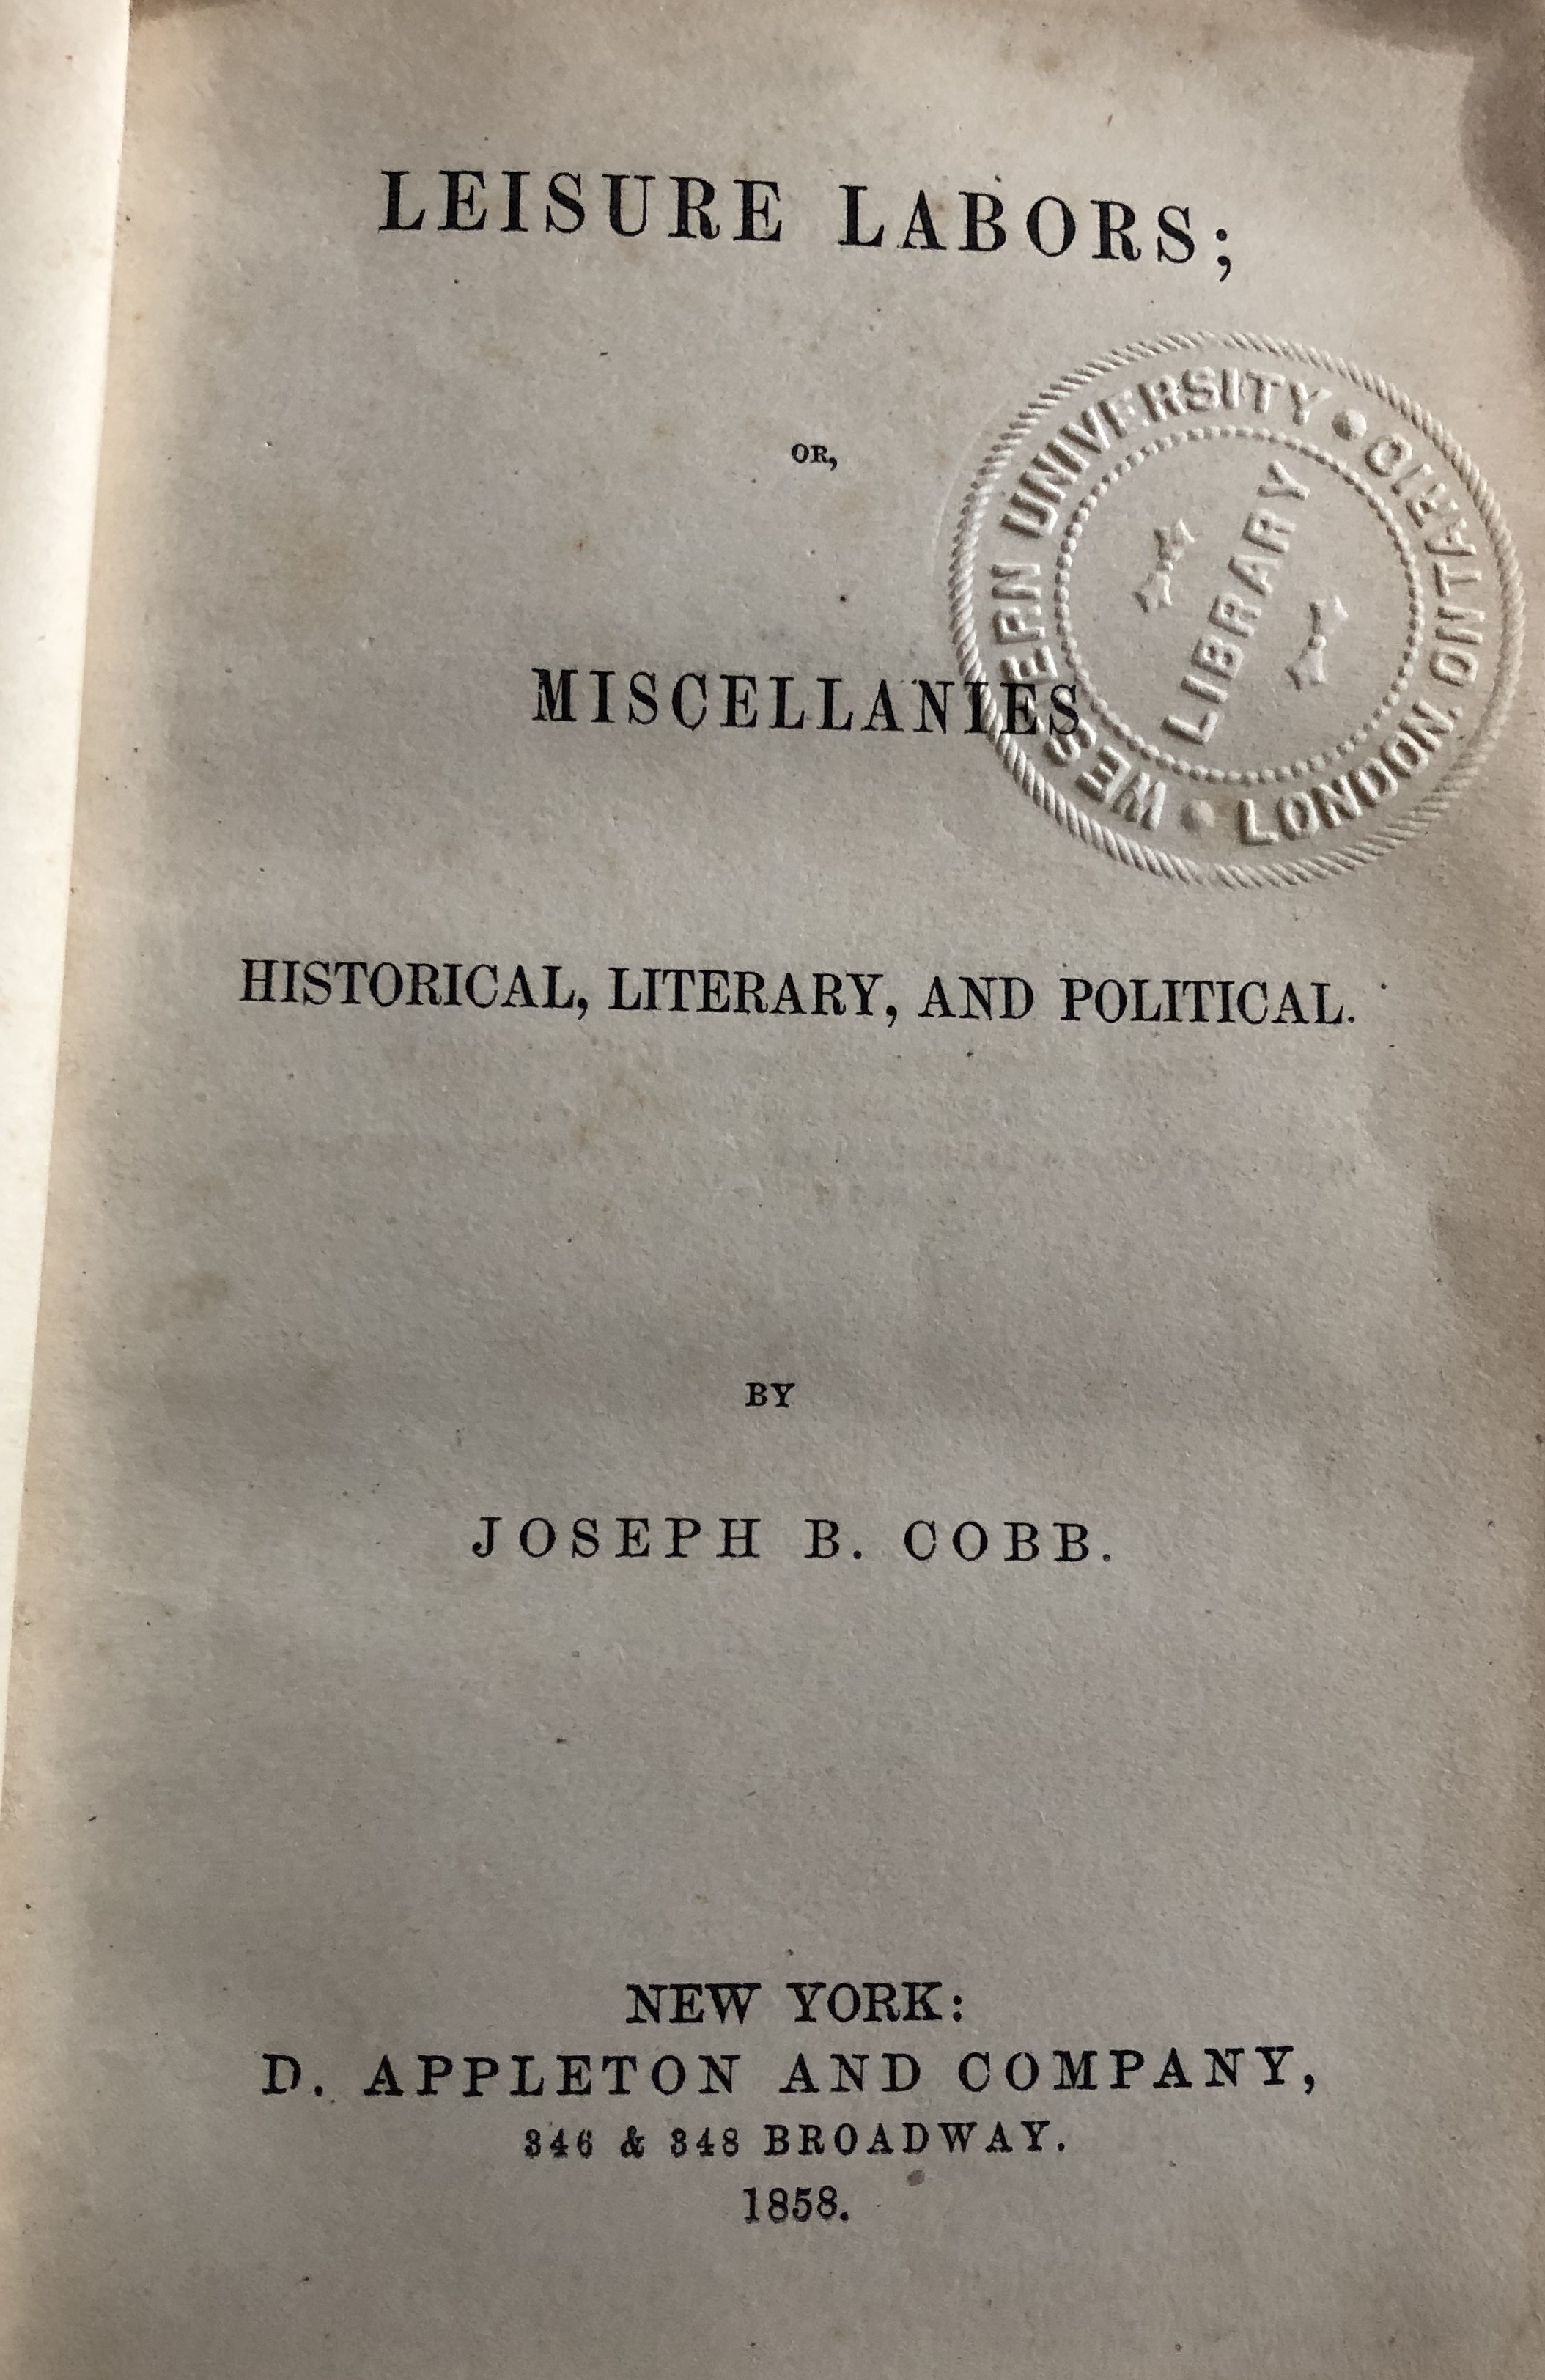 LEISURE LABORS;
OR,
MISCELLANIES
HISTORICAL, LITERARY, AND POLITICAL.
BY
JOSEPH B. COBB.
NEW YORK:
D. APPLETON AND COMPANY,
346 & 348 BROADWAY.
1858.
WESTERN UNIVERSITY
LIBRARY
LONDON. ONTARIO